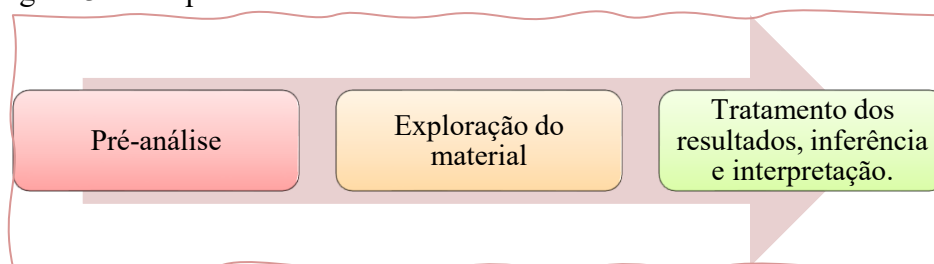 Pré-análise
Exploração do
material
Tratamento dos
resultados, inferência
e interpretação.